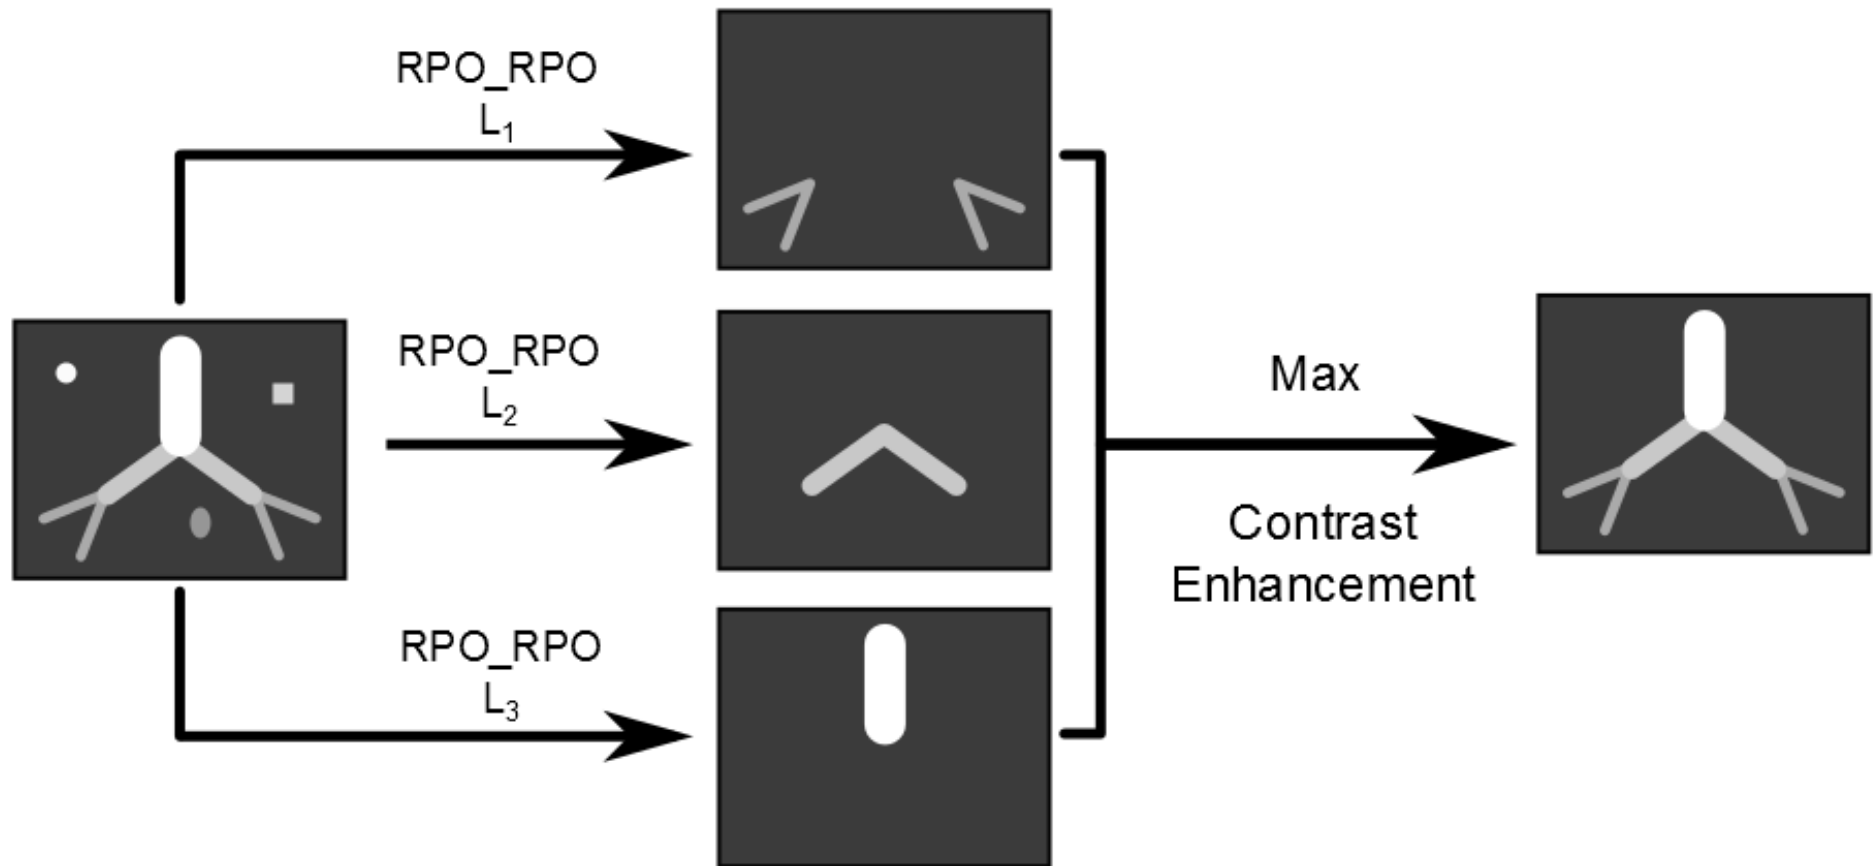 RPO_RPO
L₁
RPO_RPO
L₂
RPO_RPO
L₃
Max
Contrast
Enhancement